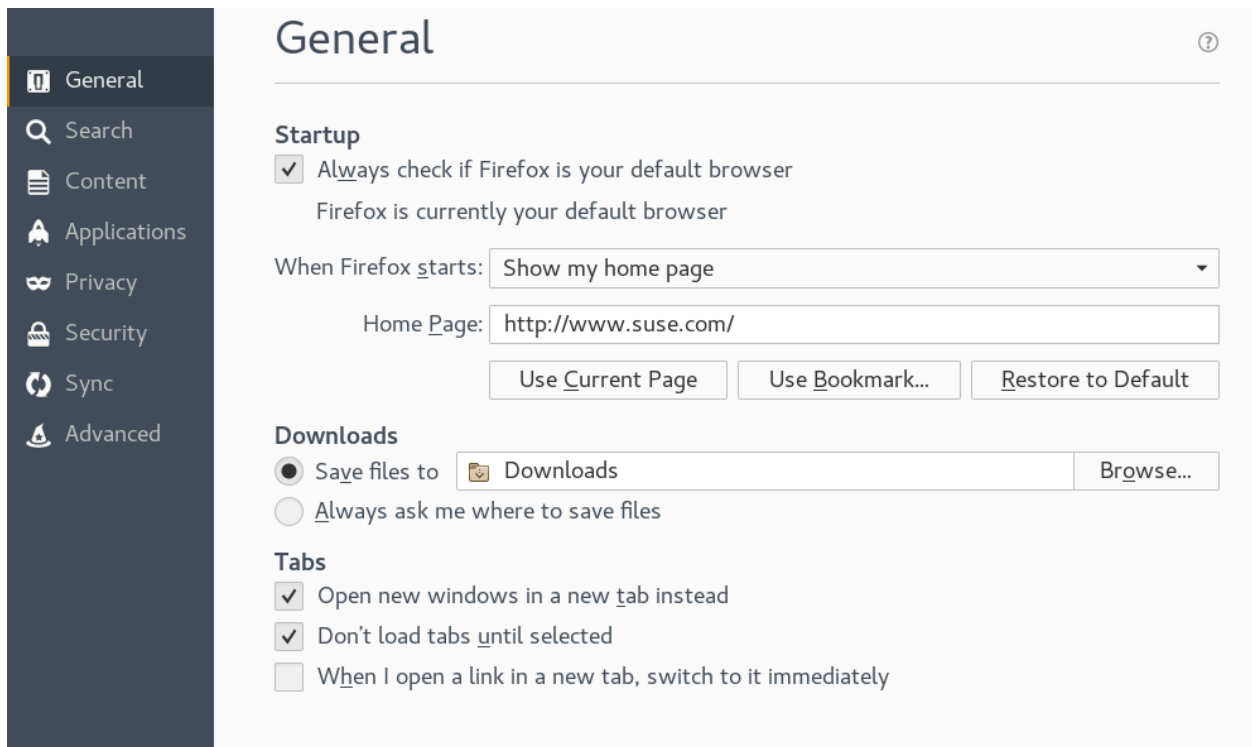 General
Search
Content
Applications
Privacy
Security
Sync
Advanced
General
?
Startup
Always check if Firefox is your default browser
Firefox is currently your default browser
When Firefox starts: Show my home page
Home Page: http://www.suse.com/
Use Current Page Use Bookmark... Restore to Default
Downloads
Save files to Downloads Browse...
Always ask me where to save files
Tabs
Open new windows in a new tab instead
Don't load tabs until selected
When I open a link in a new tab, switch to it immediately